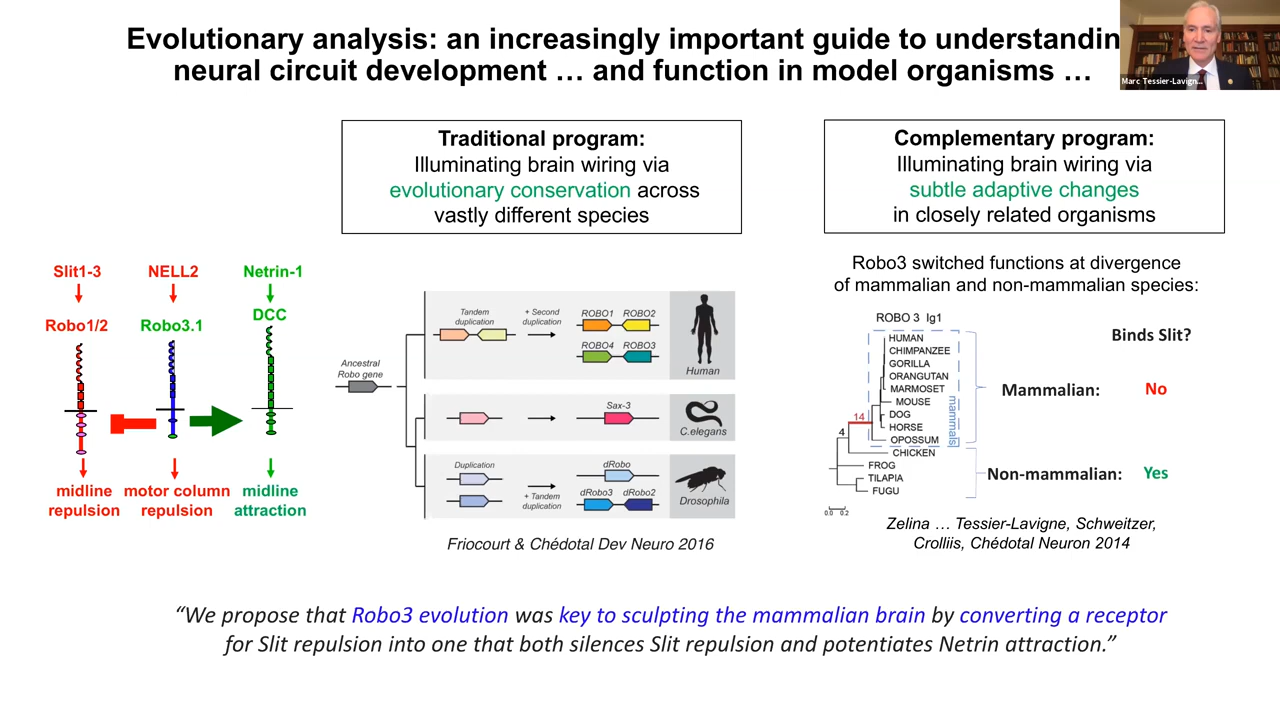 Evolutionary analysis: an increasingly important guide to understandin
neural circuit development … and function in model organisms …
Marc Tessier-Lavign...
Traditional program:
Illuminating brain wiring via
evolutionary conservation across
vastly different species
Complementary program:
Illuminating brain wiring via
subtle adaptive changes
in closely related organisms
Slit1-3
NELL2
Netrin-1
Robo1/2
Robo3.1
DCC
midline
repulsion
motor column
repulsion
midline
attraction
Ancestral
Robo gene
Tandem
duplication
+ Second
duplication
ROBO1 ROBO2
ROBO4 ROBO3
Human
Sax-3
C.elegans
Duplication
+ Tandem
duplication
dRobo
dRobo3 dRobo2
Drosophila
Friocourt & Chédotal Dev Neuro 2016
Robo3 switched functions at divergence
of mammalian and non-mammalian species:
ROBO 3 Ig1
HUMAN
CHIMPANZEE
GORILLA
ORANGUTAN
MARMOSET
MOUSE
DOG
HORSE
OPOSSUM
CHICKEN
FROG
TILAPIA
FUGU
mammals
14
4
0.0 0.2
Binds Slit?
Mammalian: No
Non-mammalian: Yes
Zelina … Tessier-Lavigne, Schweitzer,
Crolliis, Chédotal Neuron 2014
“We propose that Robo3 evolution was key to sculpting the mammalian brain by converting a receptor
for Slit repulsion into one that both silences Slit repulsion and potentiates Netrin attraction.”